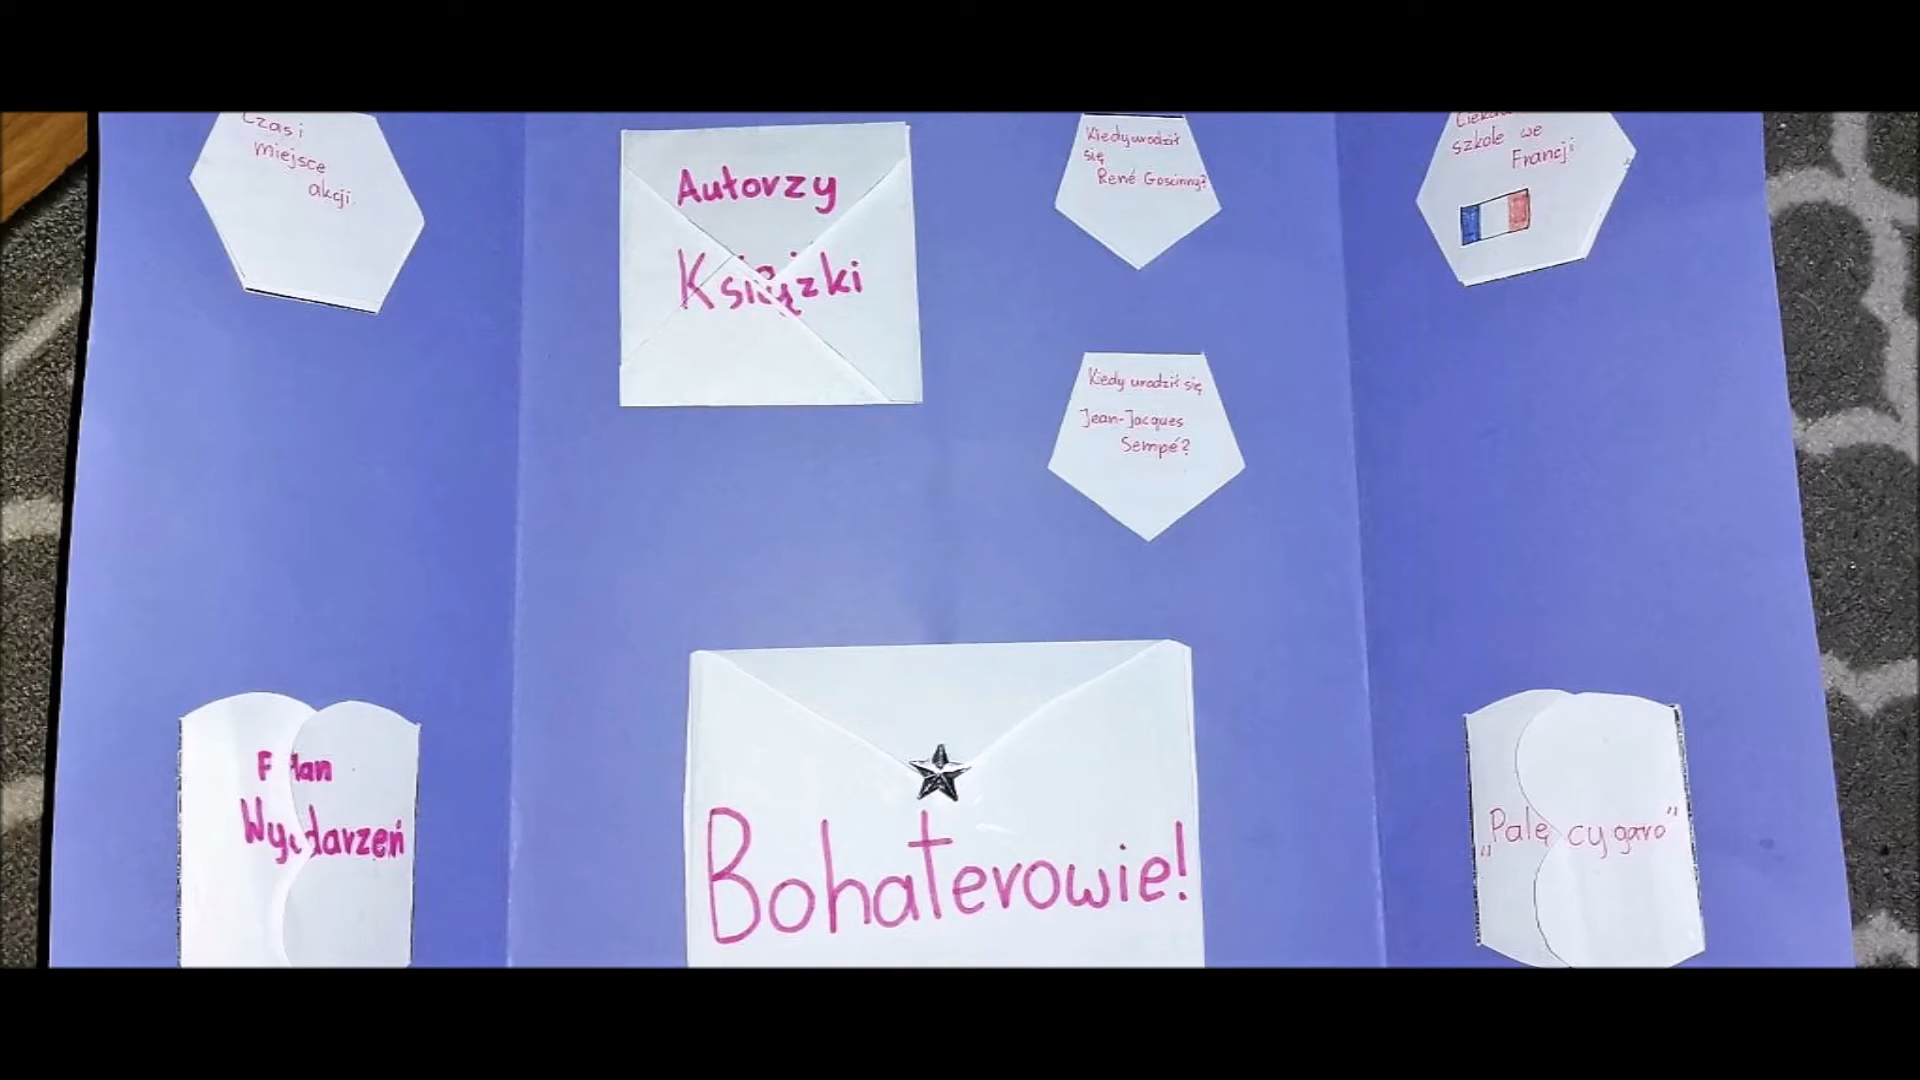 Czas i
miejsce
akcji
Autorzy
Książki
Kiedy urodził
się
René Gościnny?
szkole we
Francji
Kiedy urodził się
Jean-Jacques
Sempé?
Plan
Wydarzeń
Bohaterowie!
„Palę cygaro”